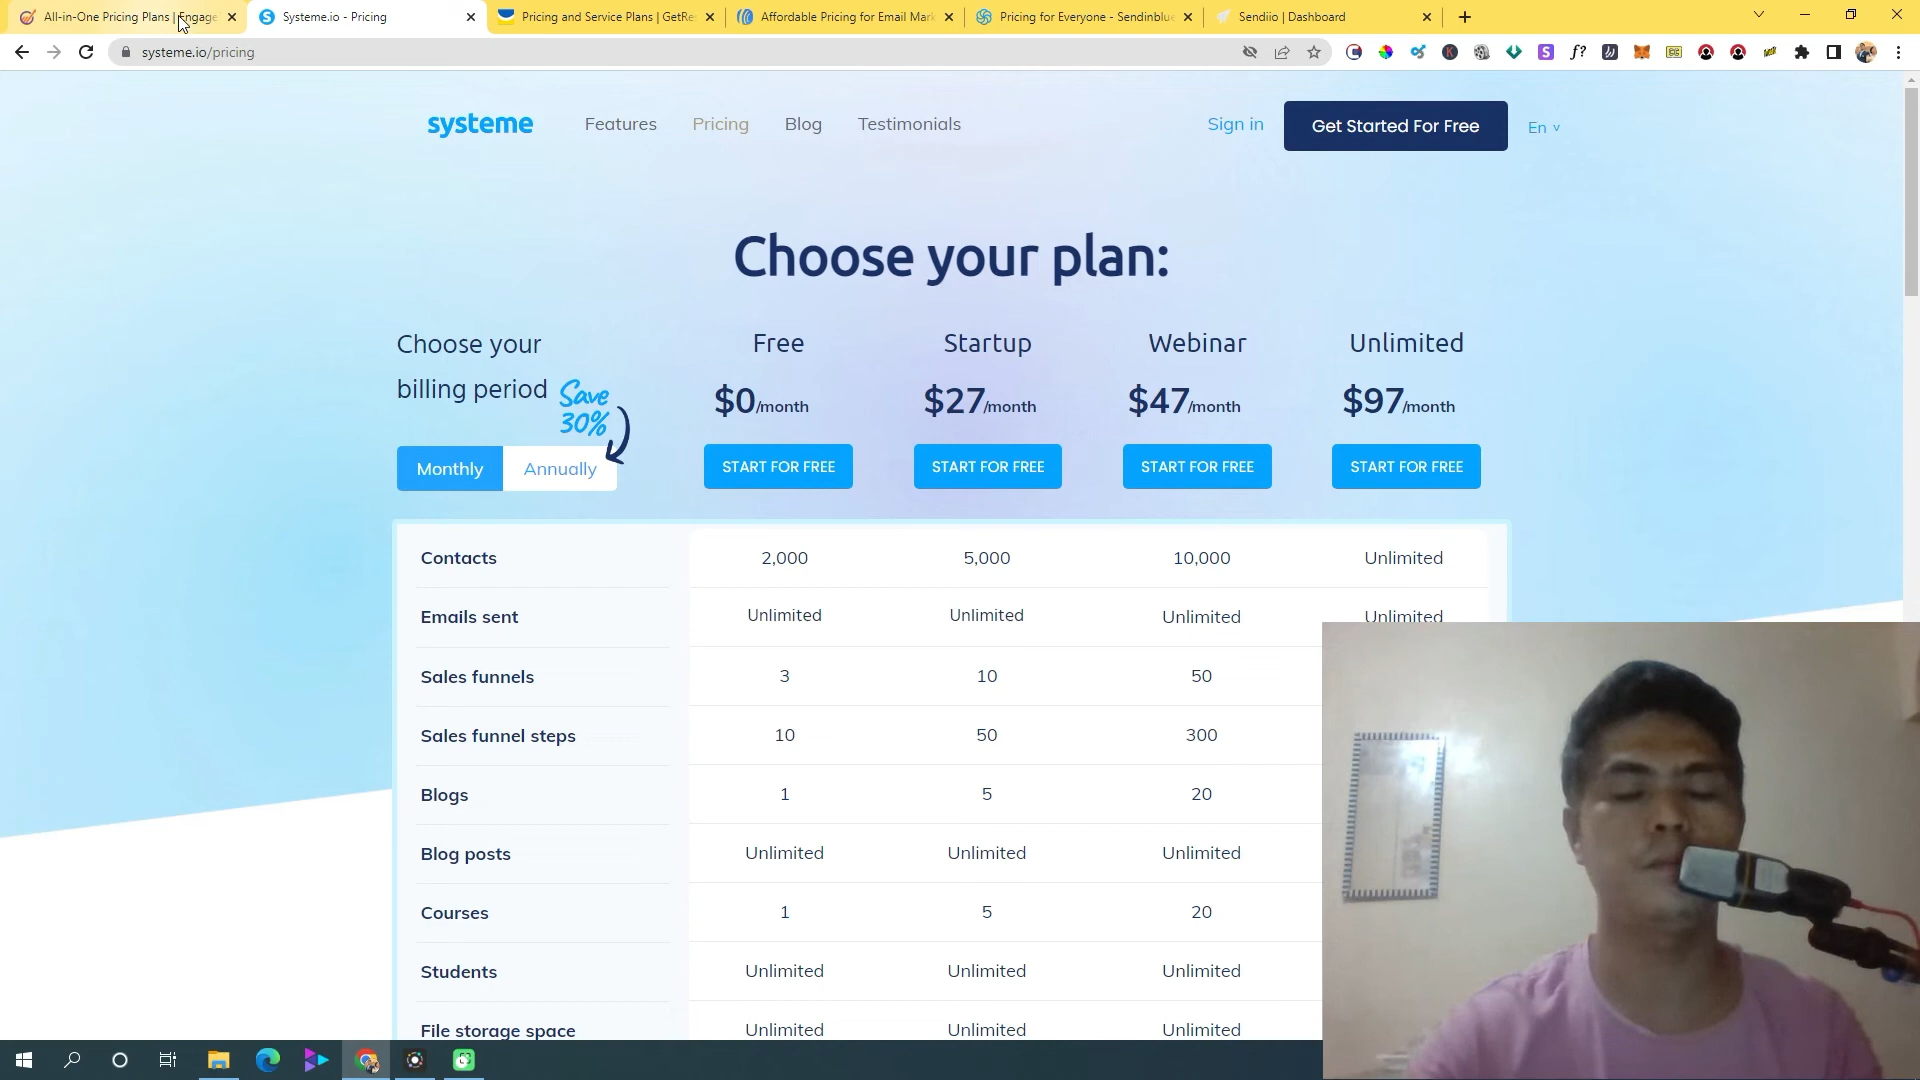 All-in-One Pricing Plans | Engage
Systeme.io - Pricing
Pricing and Service Plans | GetRe
Affordable Pricing for Email Mark
Pricing for Everyone - Sendinblue
Sendiio | Dashboard
systeme.io/pricing
systeme
Features
Pricing
Blog
Testimonials
Sign in
Get Started For Free
En v
Choose your plan:
Choose your
billing period
Save
30%
Monthly
Annually
Free
Startup
Webinar
Unlimited
$0/month
$27/month
$47/month
$97/month
START FOR FREE
START FOR FREE
START FOR FREE
START FOR FREE
Contacts 2,000 5,000 10,000 Unlimited
Emails sent Unlimited Unlimited Unlimited Unlimited
Sales funnels 3 10 50
Sales funnel steps 10 50 300
Blogs 1 5 20
Blog posts Unlimited Unlimited Unlimited
Courses 1 5 20
Students Unlimited Unlimited Unlimited
File storage space Unlimited Unlimited Unlimited